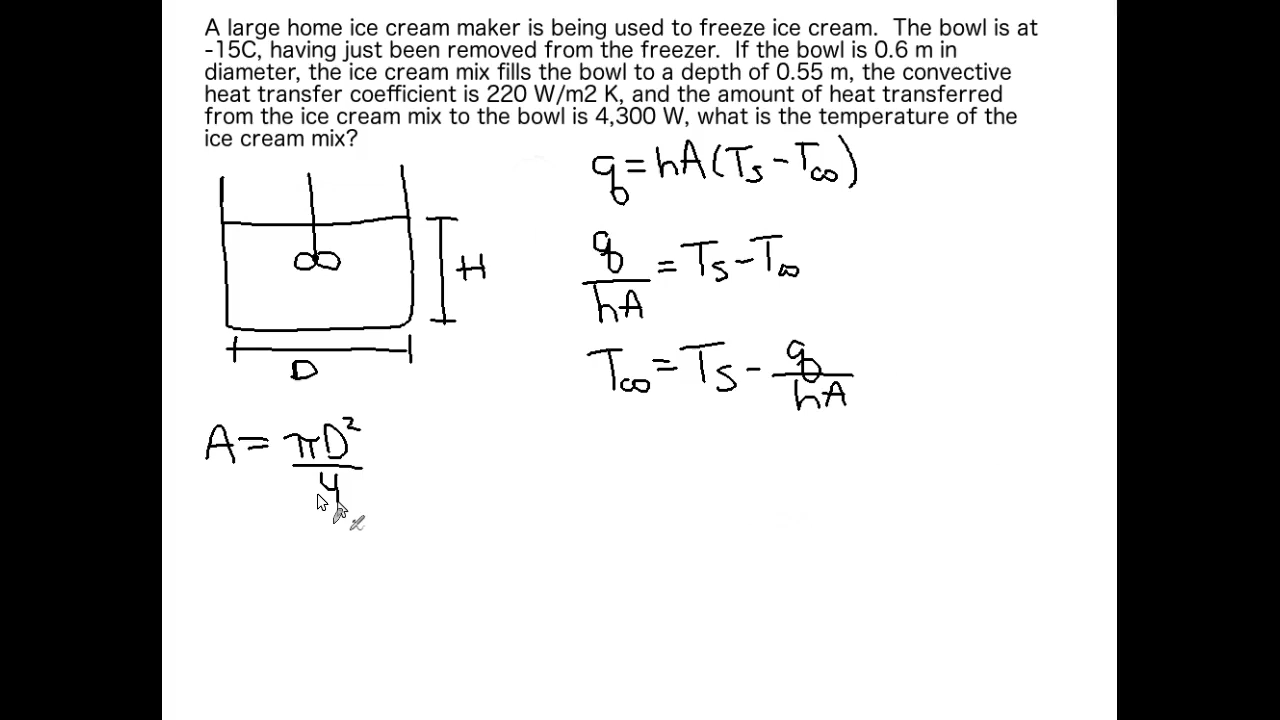 A large home ice cream maker is being used to freeze ice cream. The bowl is at
-15C, having just been removed from the freezer. If the bowl is 0.6 m in
diameter, the ice cream mix fills the bowl to a depth of 0.55 m, the convective
heat transfer coefficient is 220 W/m2 K, and the amount of heat transferred
from the ice cream mix to the bowl is 4,300 W, what is the temperature of the
ice cream mix?
q = hA(Ts - T∞)
q/hA = Ts - T∞
T∞ = Ts - q/hA
H
D
A = πD²/4